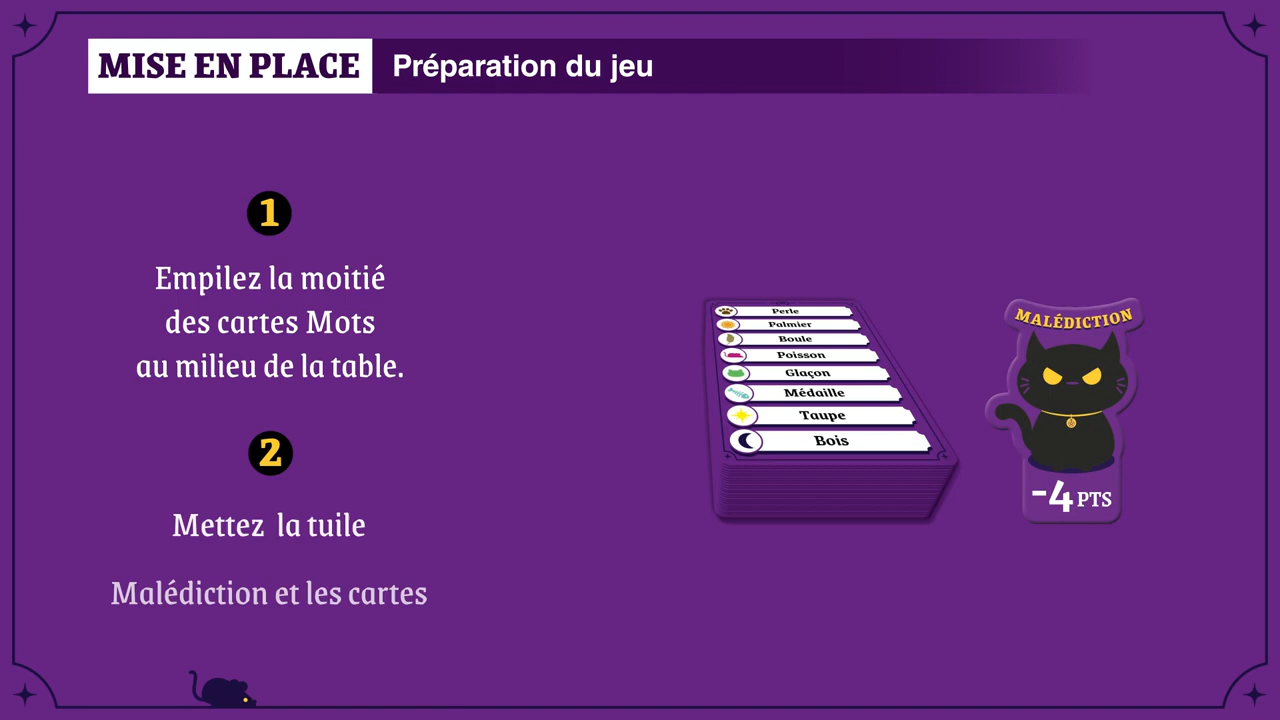 MISE EN PLACE
Préparation du jeu
1
Empilez la moitié
des cartes Mots
au milieu de la table.
2
Mettez la tuile
Malédiction et les cartes
Perle
Palmier
Boule
Poisson
Glaçon
Médaille
Taupe
Bois
MALÉDICTION
-4 PTS